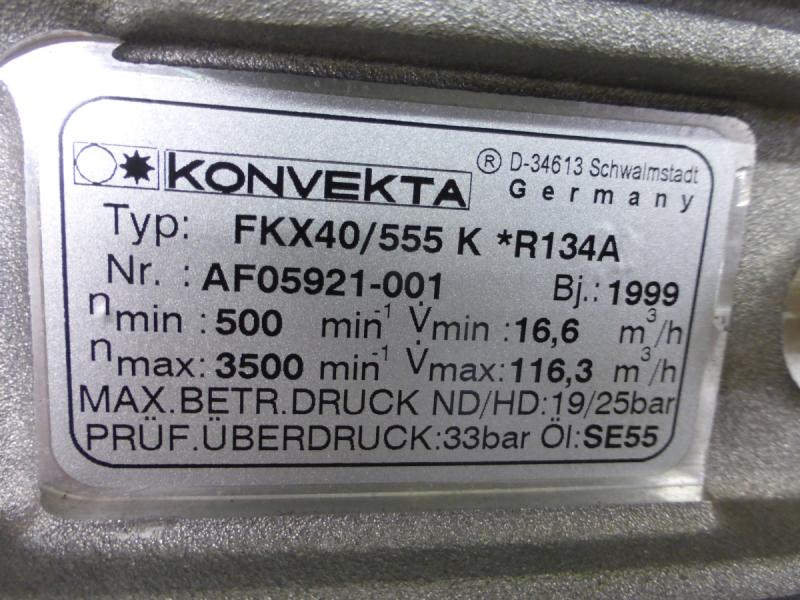 KONVEKTA ® D-34613 Schwalmstadt
Germany
Typ: FKX40/555 K *R134A
Nr.: AF05921-001 Bj.: 1999
nmin : 500 min⁻¹ V̇min : 16,6 m³/h
nmax: 3500 min⁻¹ V̇max: 116,3 m³/h
MAX.BETR.DRUCK ND/HD:19/25bar
PRÜF.ÜBERDRUCK:33bar Öl:SE55